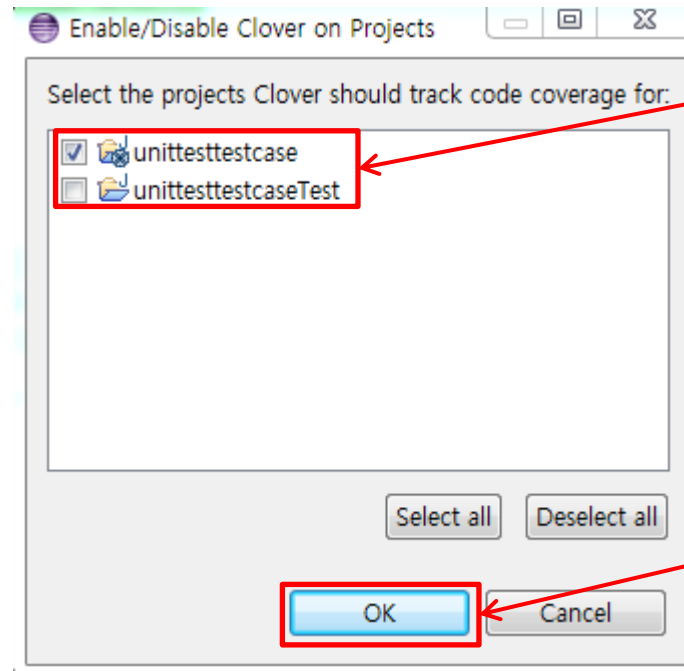 Enable/Disable Clover on Projects
Select the projects Clover should track code coverage for:
unittesttestcase
unittesttestcaseTest
Select all Deselect all
OK Cancel